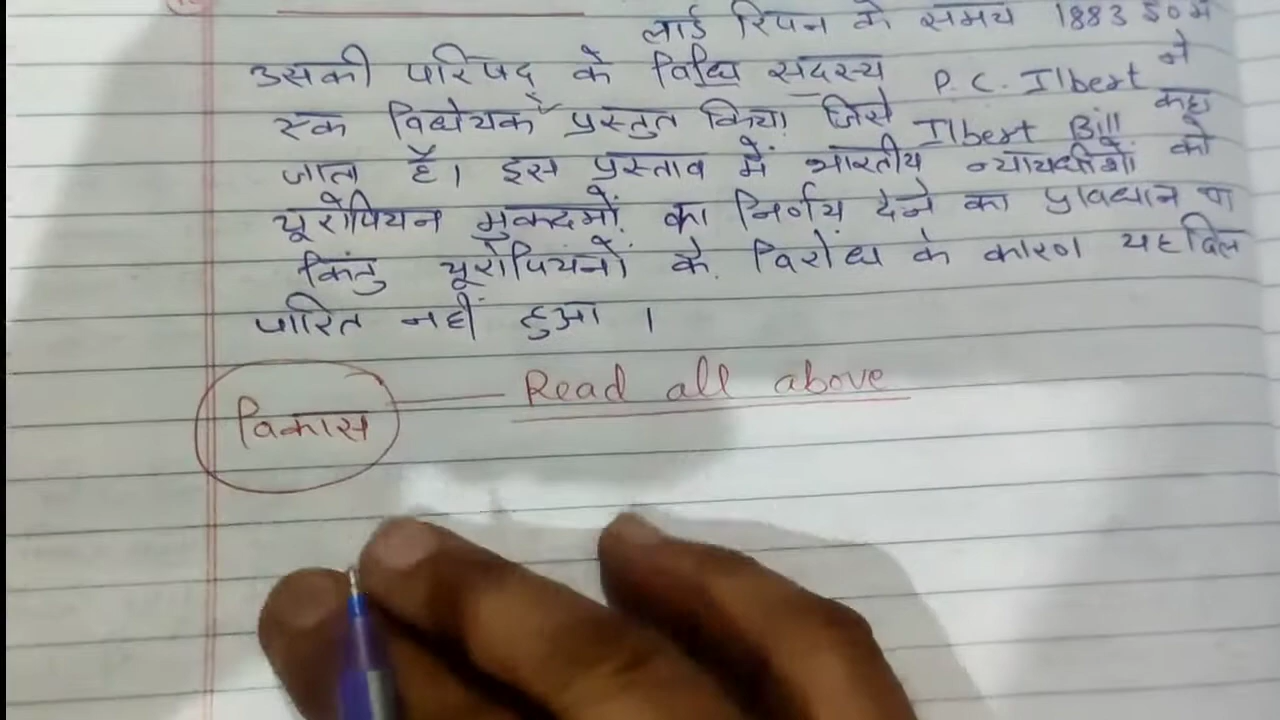 लार्ड रिपन के समय 1883 ई० में
उसकी परिषद् के विधि सदस्य P. C. Ilbert ने
एक विधेयक प्रस्तुत किया जिसे Ilbert Bill कहा
जाता है। इस प्रस्ताव में भारतीय न्यायधीशों को
यूरोपियन मुकदमों का निर्णय देने का प्रावधान था
किंतु यूरोपियनों के विरोध के कारण यह बिल
पारित नहीं हुआ ।
विकास — Read all above